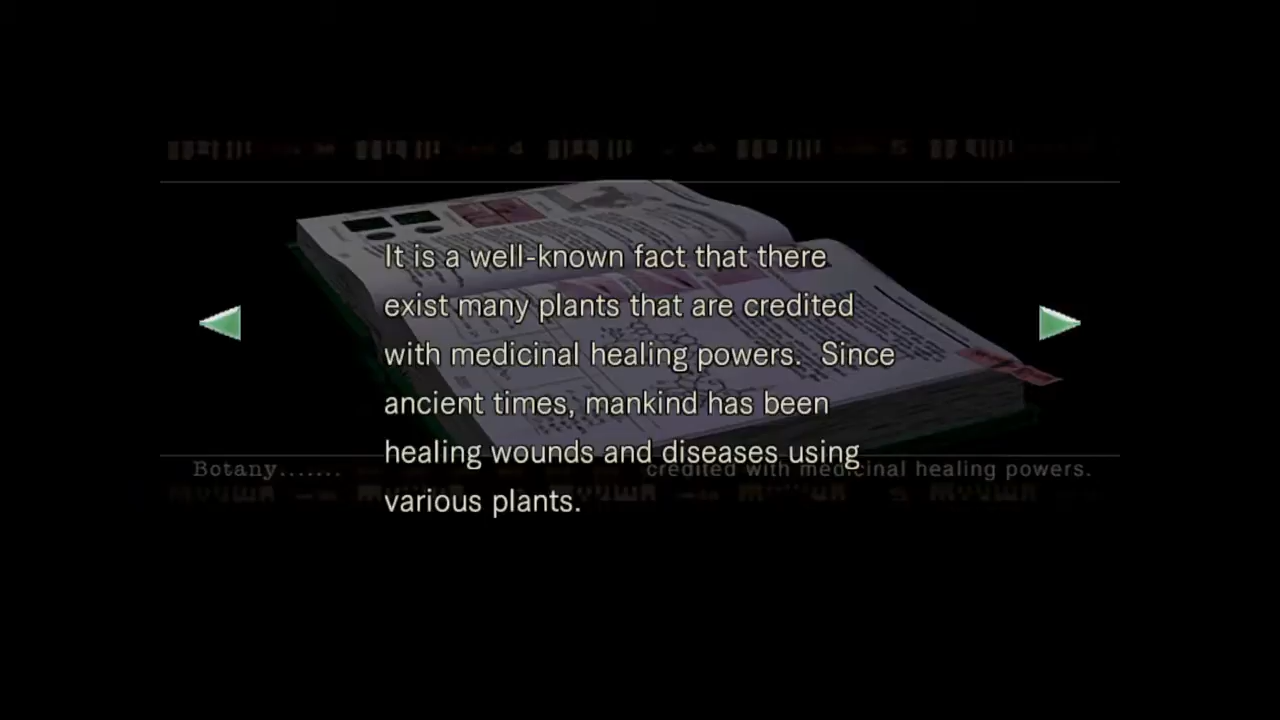 It is a well-known fact that there
exist many plants that are credited
with medicinal healing powers.  Since
ancient times, mankind has been
healing wounds and diseases using
various plants.
Botany....... credited with medicinal healing powers.